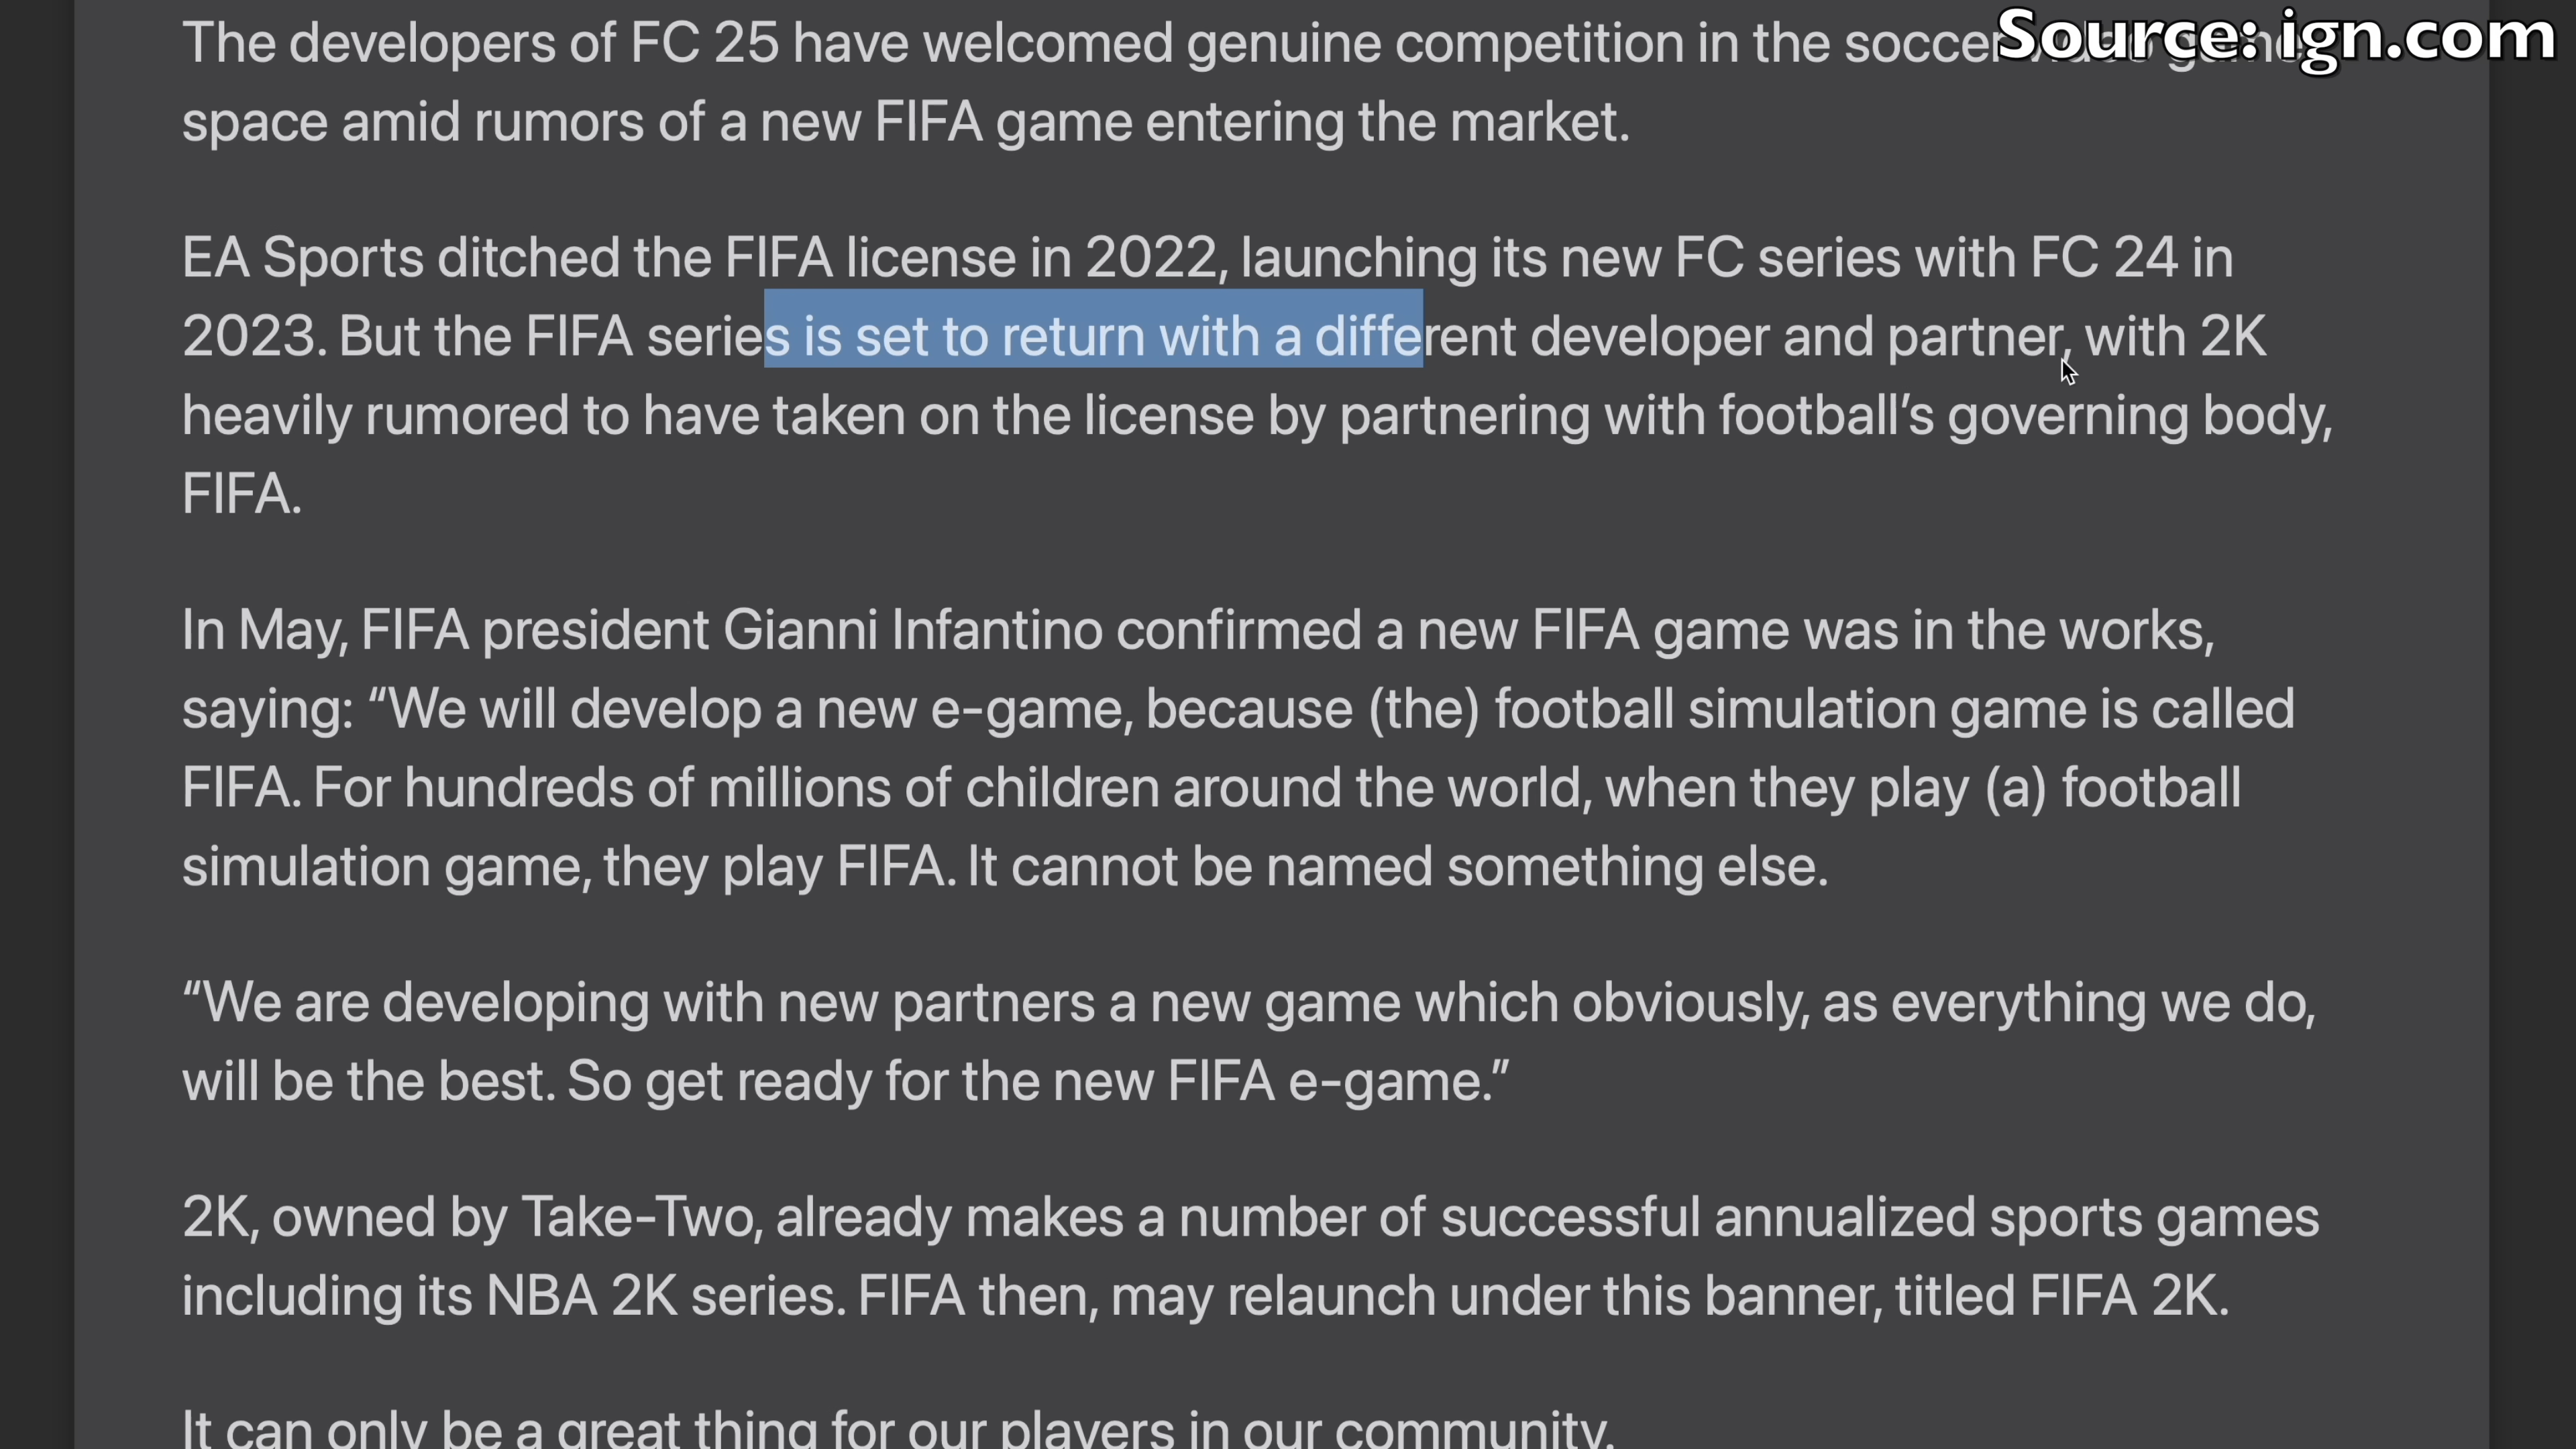 Source: ign.com
The developers of FC 25 have welcomed genuine competition in the soccer video game
space amid rumors of a new FIFA game entering the market.
EA Sports ditched the FIFA license in 2022, launching its new FC series with FC 24 in
2023. But the FIFA series is set to return with a different developer and partner, with 2K
heavily rumored to have taken on the license by partnering with football’s governing body,
FIFA.
In May, FIFA president Gianni Infantino confirmed a new FIFA game was in the works,
saying: “We will develop a new e-game, because (the) football simulation game is called
FIFA. For hundreds of millions of children around the world, when they play (a) football
simulation game, they play FIFA. It cannot be named something else.
“We are developing with new partners a new game which obviously, as everything we do,
will be the best. So get ready for the new FIFA e-game.”
2K, owned by Take-Two, already makes a number of successful annualized sports games
including its NBA 2K series. FIFA then, may relaunch under this banner, titled FIFA 2K.
It can only be a great thing for our players in our community.